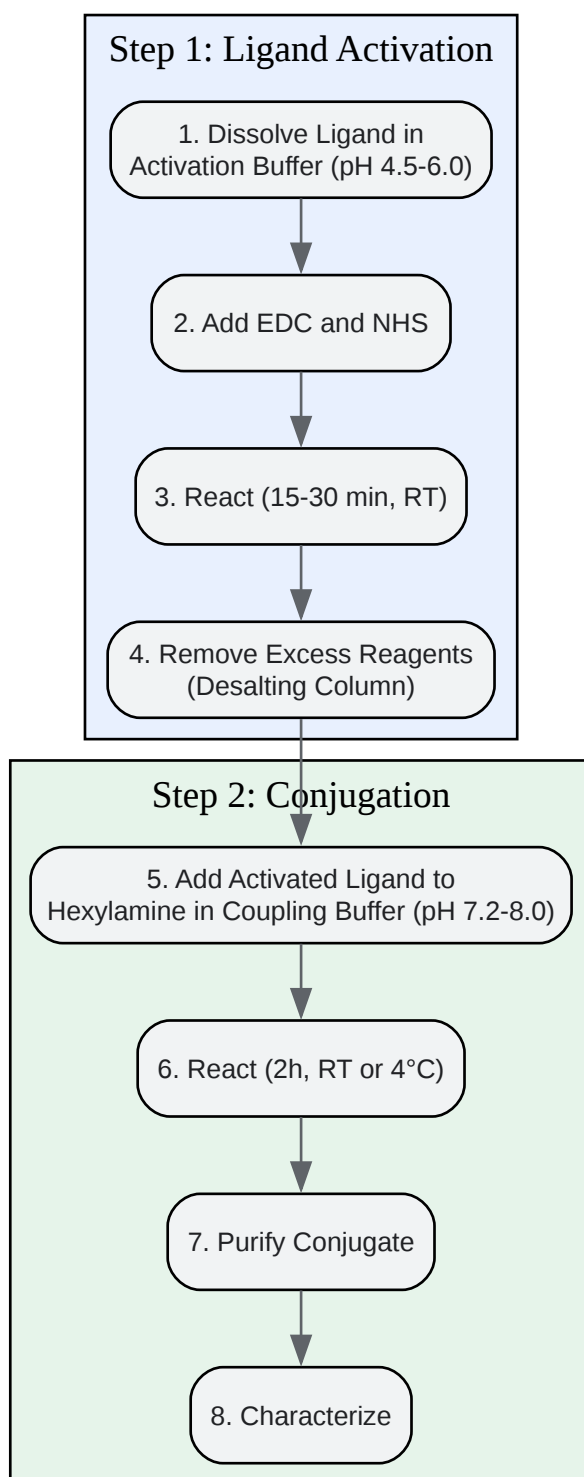 Step 1: Ligand Activation
1. Dissolve Ligand in
Activation Buffer (pH 4.5-6.0)
2. Add EDC and NHS
3. React (15-30 min, RT)
4. Remove Excess Reagents
(Desalting Column)
Step 2: Conjugation
5. Add Activated Ligand to
Hexylamine in Coupling Buffer (pH 7.2-8.0)
6. React (2h, RT or 4°C)
7. Purify Conjugate
8. Characterize